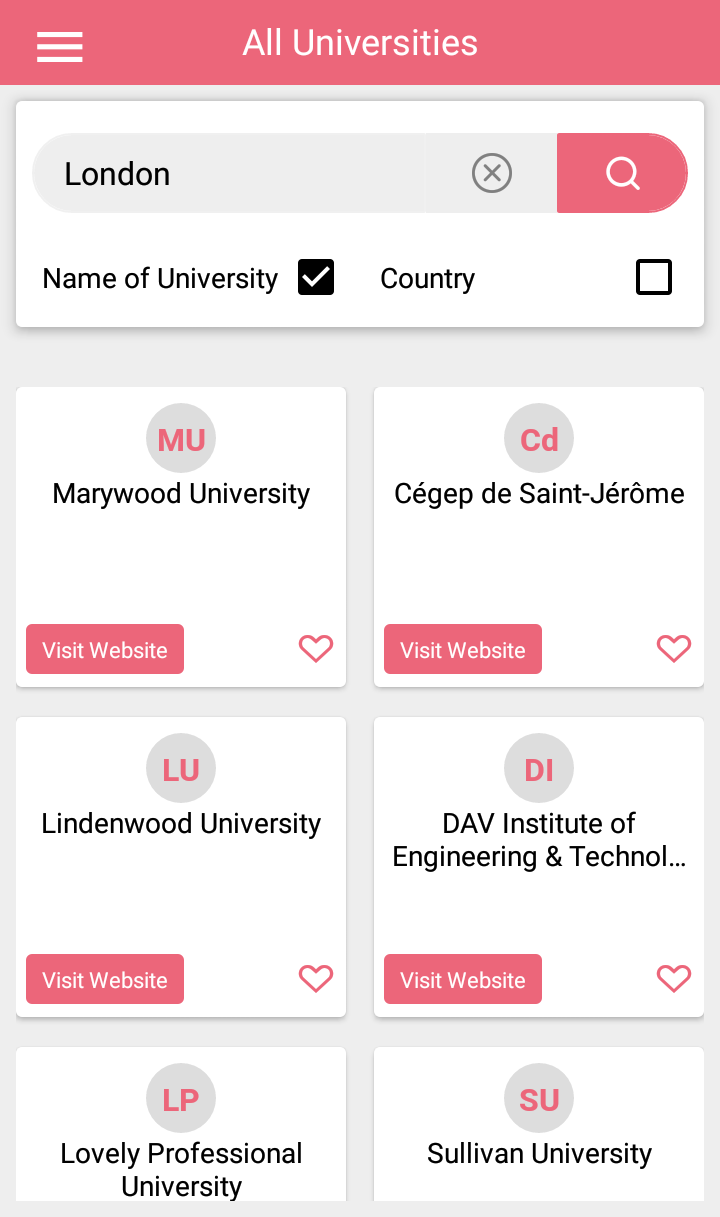 All Universities
London
Name of University
Country
MU
Marywood University
Visit Website
Cd
Cégep de Saint-Jérôme
Visit Website
LU
Lindenwood University
Visit Website
DI
DAV Institute of
Engineering & Technol...
Visit Website
LP
Lovely Professional
University
SU
Sullivan University